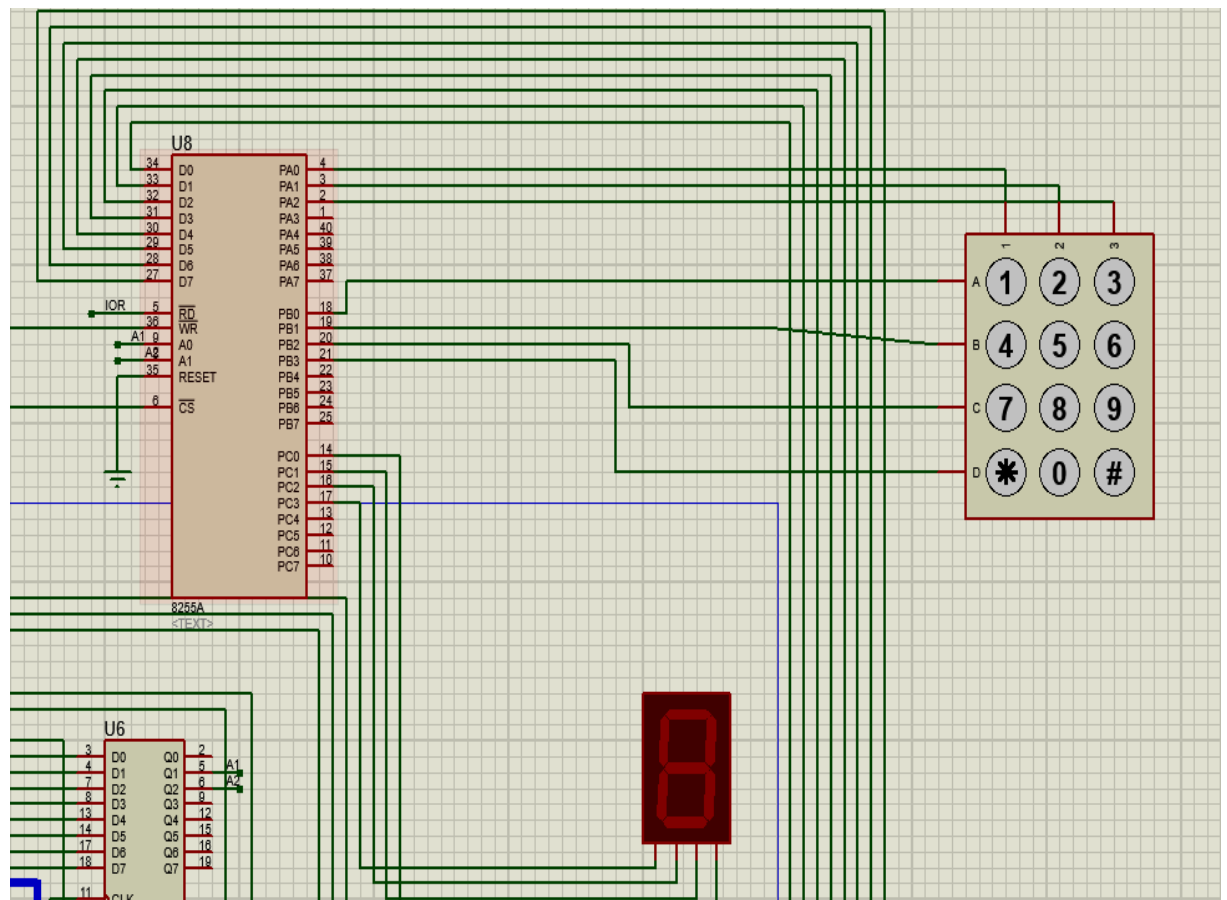 U8
34 D0 PA0 4
33 D1 PA1 3
32 D2 PA2 2
31 D3 PA3 1
30 D4 PA4 40
29 D5 PA5 39
28 D6 PA6 38
27 D7 PA7 37
IOR 5 RD PB0 18
36 WR PB1 19
A1 9 A0 PB2 20
A2 8 A1 PB3 21
35 RESET PB4 22
PB5 23
6 CS PB6 24
PB7 25
PC0 14
PC1 15
PC2 16
PC3 17
PC4 13
PC5 12
PC6 11
PC7 10
8255A
<TEXT>
1 2 3
A 1 2 3
B 4 5 6
C 7 8 9
D * 0 #
U6
3 D0 Q0 2
4 D1 Q1 5 A1
7 D2 Q2 6 A2
8 D3 Q3 9
13 D4 Q4 12
14 D5 Q5 15
17 D6 Q6 16
18 D7 Q7 19
11 CLK